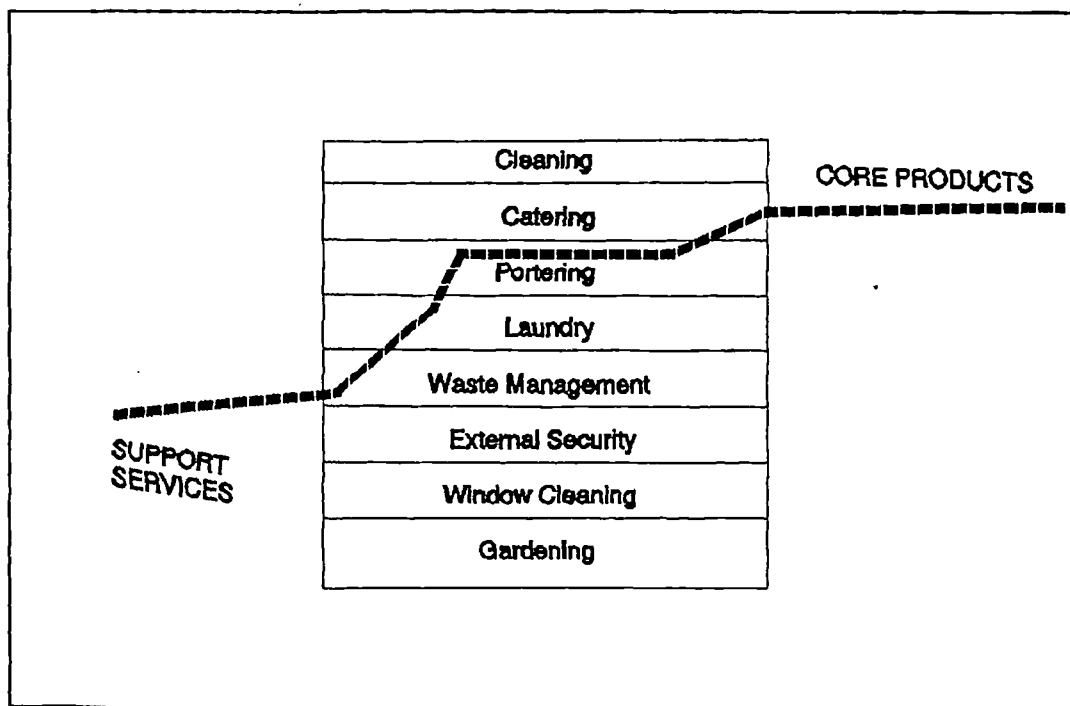 Cleaning
CORE PRODUCTS
Catering
Portering
Laundry
Waste Management
External Security
SUPPORT
SERVICES
Window Cleaning
Gardening